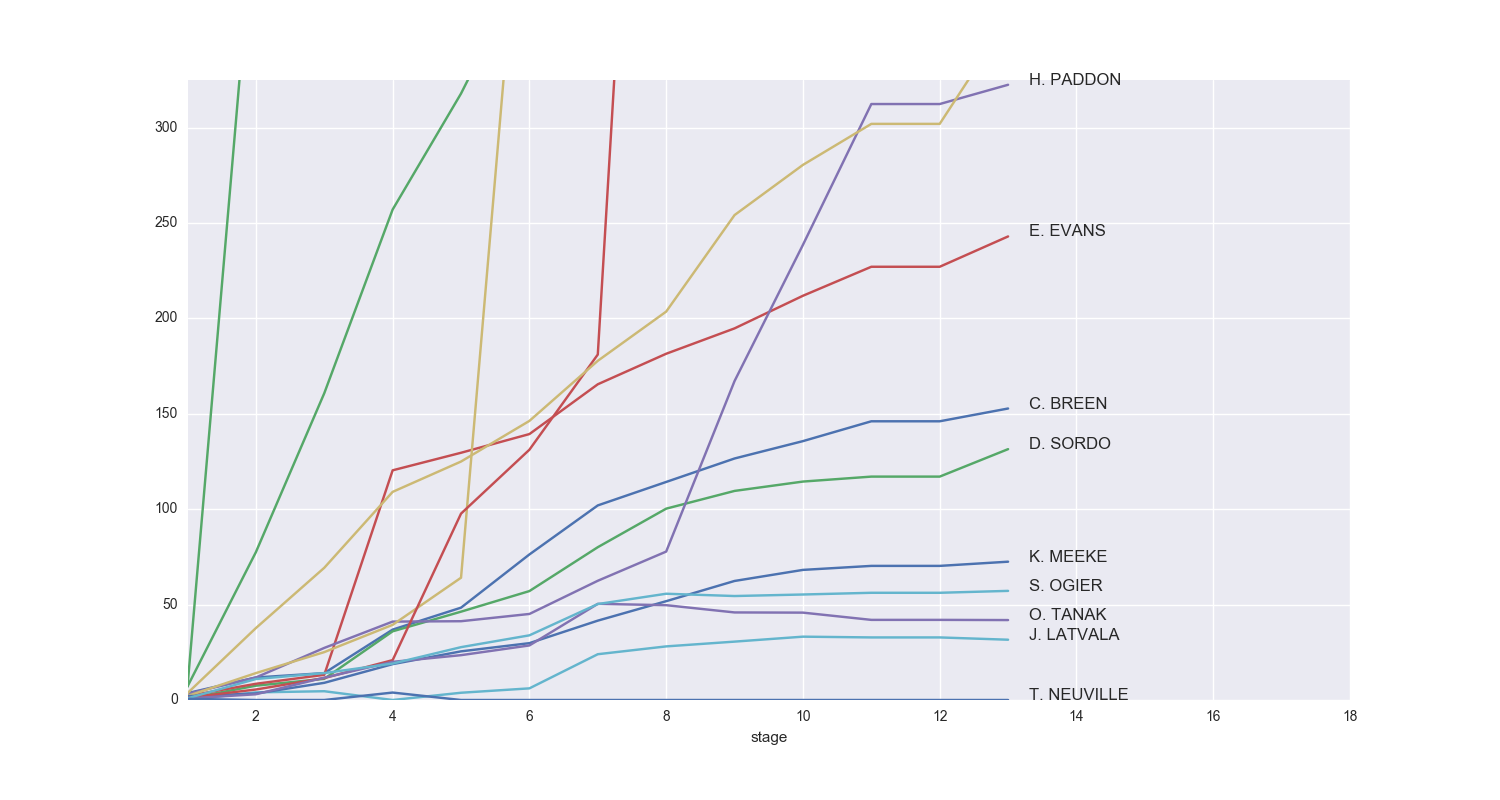 H. PADDON
300
250
E. EVANS
200
150
C. BREEN
D. SORDO
100
K. MEEKE
50
S. OGIER
O. TANAK
J. LATVALA
0
T. NEUVILLE
2 4 6 8 10 12 14 16 18
stage